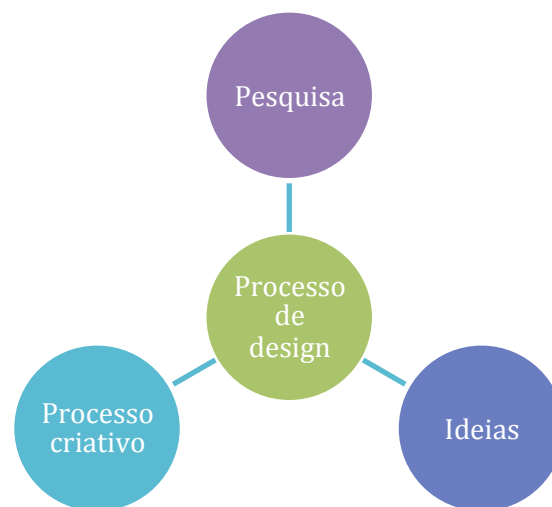 Pesquisa
Processo
de
design
Processo
criativo
Ideias